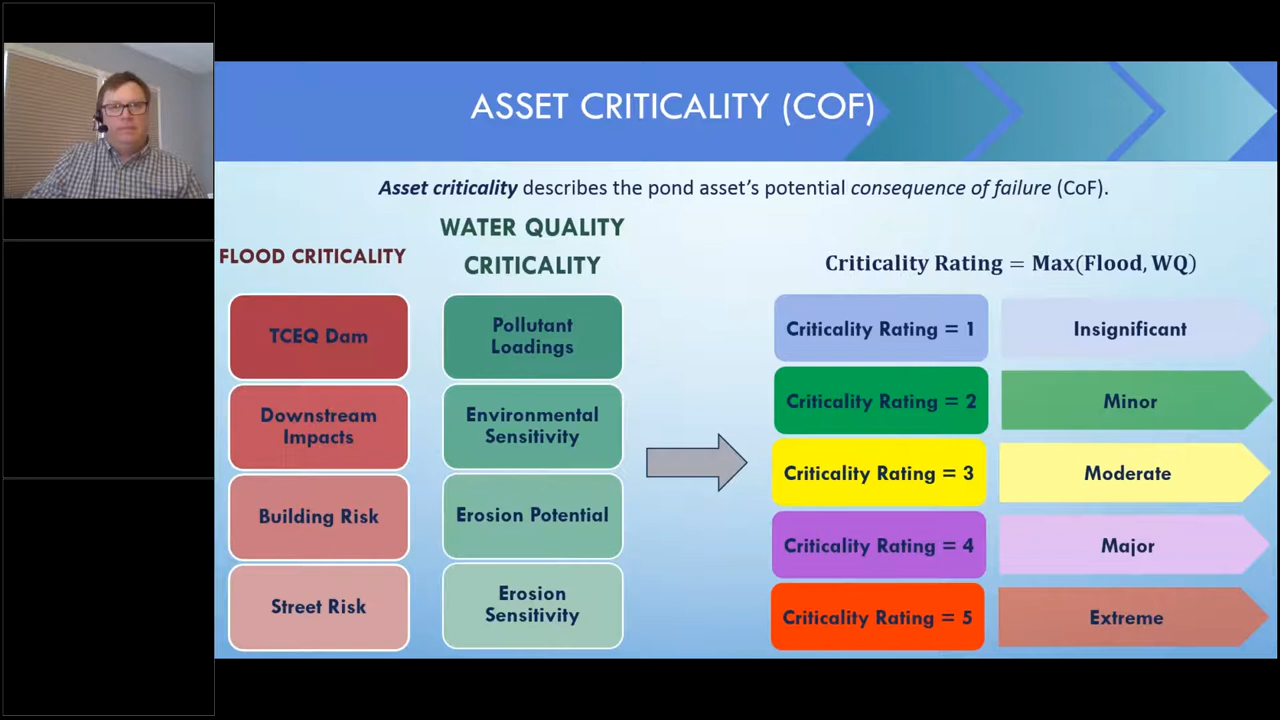 ASSET CRITICALITY (COF)
Asset criticality describes the pond asset's potential consequence of failure (CoF).
FLOOD CRITICALITY
TCEQ Dam
Downstream
Impacts
Building Risk
Street Risk
WATER QUALITY
CRITICALITY
Pollutant
Loadings
Environmental
Sensitivity
Erosion Potential
Erosion
Sensitivity
Criticality Rating = Max(Flood, WQ)
Criticality Rating = 1 Insignificant
Criticality Rating = 2 Minor
Criticality Rating = 3 Moderate
Criticality Rating = 4 Major
Criticality Rating = 5 Extreme